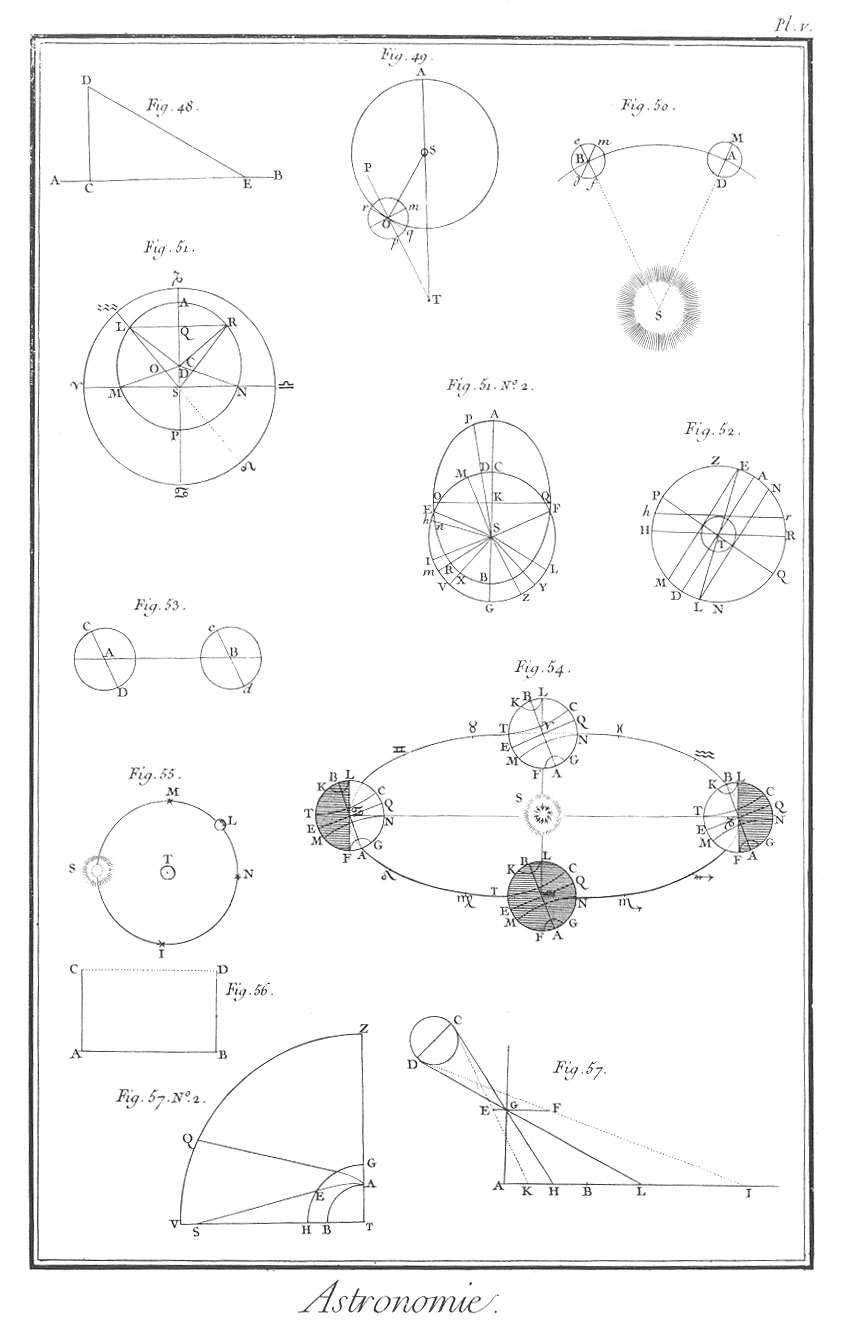 Pl. v.
Fig. 48.
D
A
C
E
B
Fig. 49.
A
S
P
r
m
O
p
q
T
Fig. 50.
e
m
B
d
f
M
A
D
S
Fig. 51.
♑
♒
A
L
R
Q
O
C
D
♈
M
S
N
♎
P
♌
♋
Fig. 51. N.º 2.
P
A
M
D
C
O
K
Q
E
F
h
n
S
I
m
R
X
B
L
V
Y
Z
G
Fig. 52.
Z
E
A
N
P
h
r
H
T
R
M
Q
D
L
N
Fig. 53.
C
c
A
B
D
d
Fig. 54.
K
B
L
C
♉
T
♈
Q
♓
E
N
M
G
F
A
♊
♒
B
L
K
C
T
♋
Q
E
N
M
G
F
A
S
B
L
K
C
T
Q
E
♑
N
M
G
F
A
♌
♐
B
L
K
C
T
Q
E
N
M
G
F
A
♍
♏
Fig. 55.
M
L
S
T
N
I
Fig. 56.
C
D
A
B
Fig. 57. N.º 2.
Z
Q
G
E
A
V
S
H
B
T
Fig. 57.
C
D
E
G
F
A
K
H
B
L
I
Astronomie.